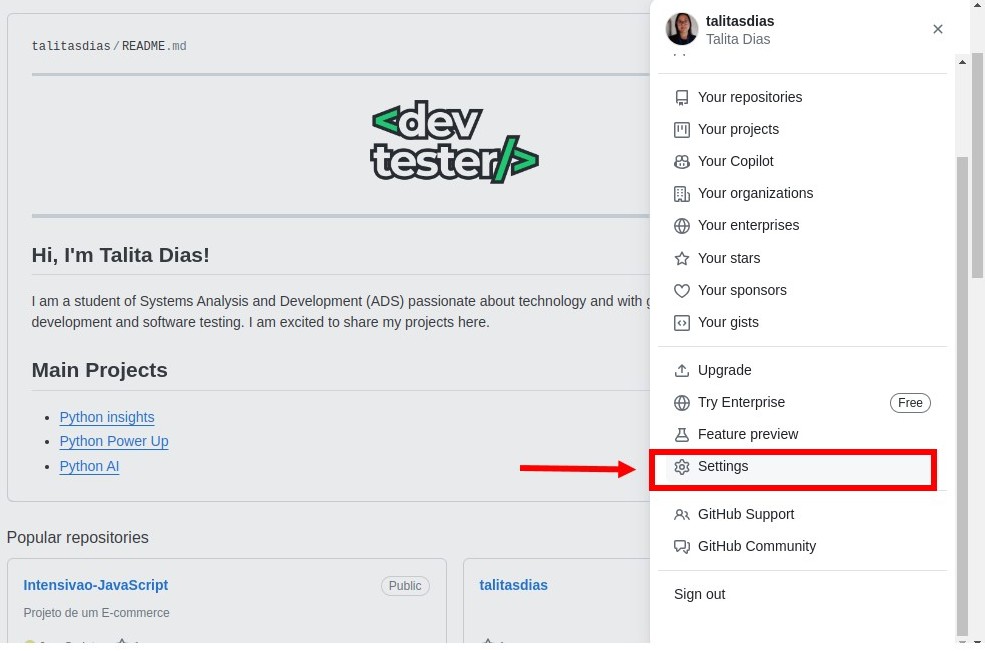 talitasdias/README.md
<dev
tester/>
Hi, I'm Talita Dias!
I am a student of Systems Analysis and Development (ADS) passionate about technology and with
development and software testing. I am excited to share my projects here.
Main Projects
Python insights
Python Power Up
Python AI
Popular repositories
Intensivao-JavaScript
Public
Projeto de um E-commerce
talitasdias
talitasdias
Talita Dias
Your repositories
Your projects
Your Copilot
Your organizations
Your enterprises
Your stars
Your sponsors
Your gists
Upgrade
Try Enterprise
Free
Feature preview
Settings
GitHub Support
GitHub Community
Sign out